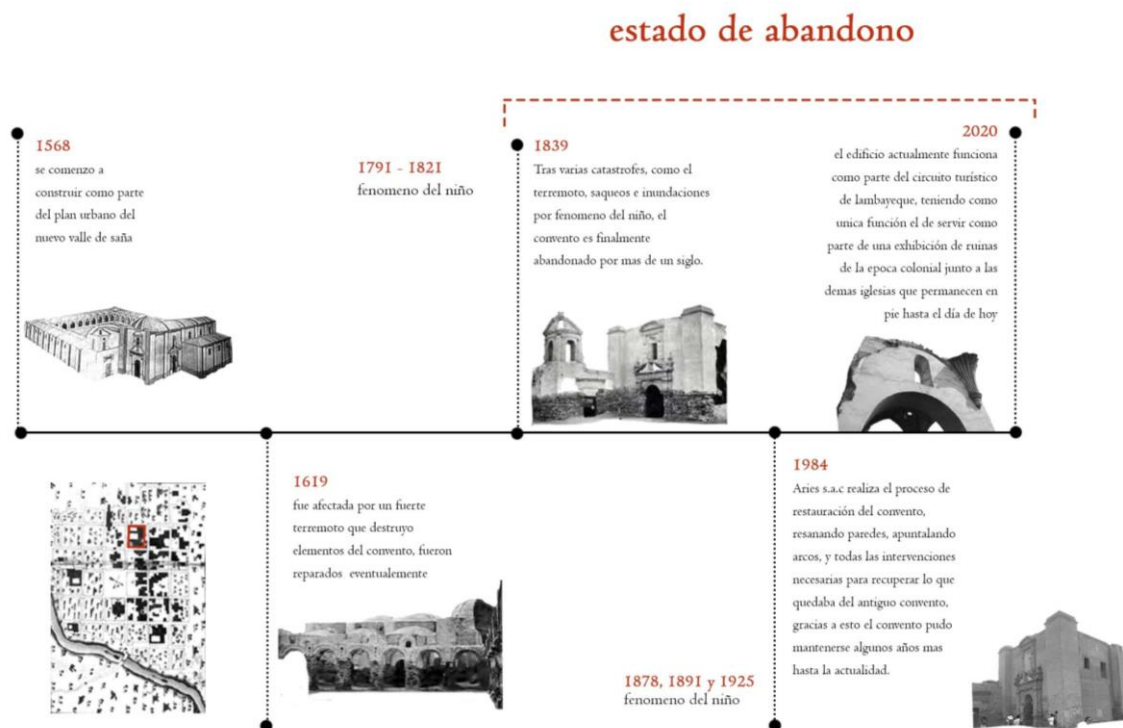 estado de abandono
1568
se comenzo a
construir como parte
del plan urbano del
nuevo valle de saña
1791 - 1821
fenomeno del niño
1839
Tras varias catastrofes, como el
terremoto, saqueos e inundaciones
por fenomeno del niño, el
convento es finalmente
abandonado por mas de un siglo.
2020
el edificio actualmente funciona
como parte del circuito turístico
de lambayeque, teniendo como
unica función el de servir como
parte de una exhibición de ruinas
de la epoca colonial junto a las
demas iglesias que permanecen en
pie hasta el día de hoy
1619
fue afectada por un fuerte
terremoto que destruyo
elementos del convento, fueron
reparados eventualemente
1878, 1891 y 1925
fenomeno del niño
1984
Aries s.a.c realiza el proceso de
restauración del convento,
resanando paredes, apuntalando
arcos, y todas las intervenciones
necesarias para recuperar lo que
quedaba del antiguo convento,
gracias a esto el convento pudo
mantenerse algunos años mas
hasta la actualidad.